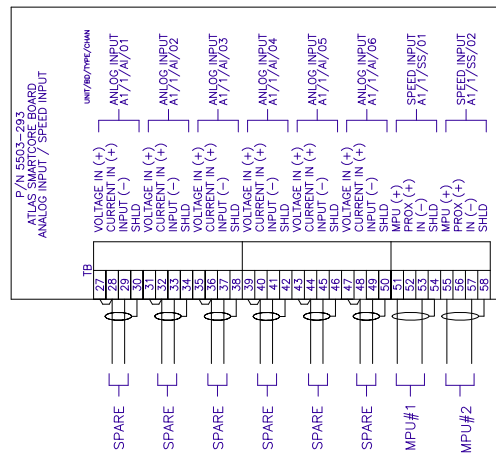 P/N 5503-293
ATLAS SMARTCORE BOARD
ANALOG INPUT / SPEED INPUT
UNIT/BD/TYPE/CHAN
ANLOG INPUT
A1/1/AI/01
ANLOG INPUT
A1/1/AI/02
ANLOG INPUT
A1/1/AI/03
ANLOG INPUT
A1/1/AI/04
ANLOG INPUT
A1/1/AI/05
ANLOG INPUT
A1/1/AI/06
SPEED INPUT
A1/1/SS/01
SPEED INPUT
A1/1/SS/02
VOLTAGE IN (+)
CURRENT IN (+)
INPUT (-)
SHLD
VOLTAGE IN (+)
CURRENT IN (+)
INPUT (-)
SHLD
VOLTAGE IN (+)
CURRENT IN (+)
INPUT (-)
SHLD
VOLTAGE IN (+)
CURRENT IN (+)
INPUT (-)
SHLD
VOLTAGE IN (+)
CURRENT IN (+)
INPUT (-)
SHLD
VOLTAGE IN (+)
CURRENT IN (+)
INPUT (-)
SHLD
MPU (+)
PROX (+)
IN (-)
SHLD
MPU (+)
PROX (+)
IN (-)
SHLD
TB
27
28
29
30
31
32
33
34
35
36
37
38
39
40
41
42
43
44
45
46
47
48
49
50
51
52
53
54
55
56
57
58
SPARE
SPARE
SPARE
SPARE
SPARE
SPARE
MPU#1
MPU#2